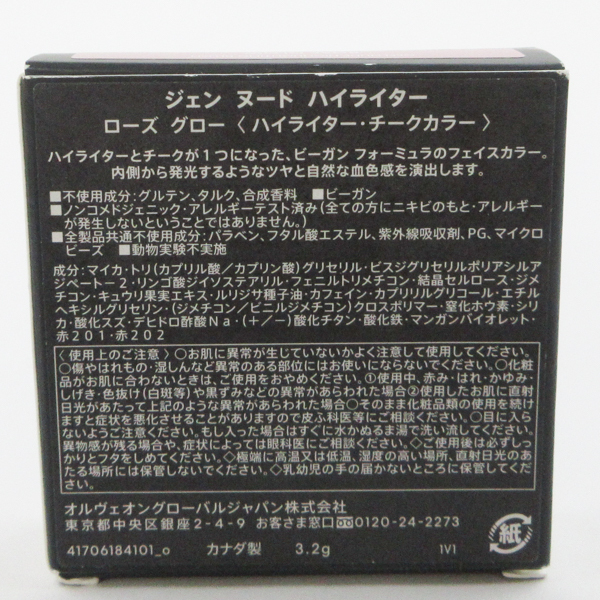 ジェン ヌード ハイライター
ローズ グロー〈 ハイライター・チークカラー 〉
ハイライターとチークが1つになった、ビーガン フォーミュラのフェイスカラー。
内側から発光するようなツヤと自然な血色感を演出します。
■不使用成分:グルテン、タルク、合成香料 ■ビーガン
■ノンコメドジェニック・アレルギーテスト済み(全ての方にニキビのもと・アレルギー
が発生しないということではありません。)
■全製品共通不使用成分:パラベン、フタル酸エステル、紫外線吸収剤、PG、マイクロ
ビーズ ■動物実験不実施
成分:マイカ・トリ(カプリル酸/カプリン酸)グリセリル・ビスジグリセリルポリアシルア
ジペート-2・リンゴ酸ジイソステアリル・フェニルトリメチコン・結晶セルロース・ジメ
チコン・キュウリ果実エキス・ルリジサ種子油・カフェイン・カプリリルグリコール・エチル
ヘキシルグリセリン・(ジメチコン/ビニルジメチコン)クロスポリマー・窒化ホウ素・シリ
カ・酸化スズ・デヒドロ酢酸Na・(+/-)酸化チタン・酸化鉄・マンガンバイオレット・
赤201・赤202
〈 使用上のご注意 〉○お肌に異常が生じていないかよく注意して使用してください。
○傷やはれもの・湿しんなど異常のある部位にはお使いにならないでください。○化粧
品がお肌に合わないときは、ご使用をおやめください。①使用中、赤み・はれ・かゆみ・
しげき・色抜け(白斑等)や黒ずみなどの異常があらわれた場合②使用したお肌に直射
日光があたって上記のような異常があらわれた場合○そのまま化粧品類の使用を続け
ますと症状を悪化させることがありますので皮ふ科医等にご相談ください。○目に入ら
ないようご注意ください。もし入った場合はすぐに水かぬるま湯で洗い流してください。
異物感が残る場合や、症状によっては眼科医にご相談ください。◇ご使用後は必ずしっ
かりとフタをしめてください。◇極端に高温又は低温、湿度の高い場所、直射日光のあ
たる場所には保管しないでください。◇乳幼児の手の届かないところに保管してくだ
さい。
オルヴェオングローバルジャパン株式会社
東京都中央区銀座2-4-9 お客さま窓口 0120-24-2273
41706184101_o カナダ製 3.2g 1V1
紙